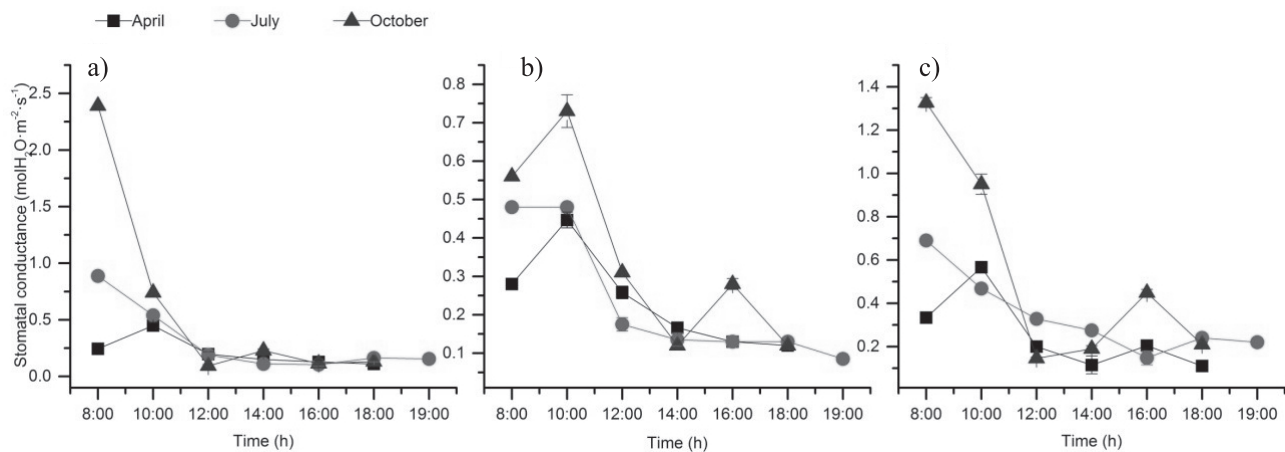 April July October
a) b) c)
Stomatal conductance (molH₂O·m⁻²·s⁻¹)
2.5
2.0
1.5
1.0
0.5
0.0
8:00 10:00 12:00 14:00 16:00 18:00 19:00
Time (h)
0.8
0.7
0.6
0.5
0.4
0.3
0.2
0.1
8:00 10:00 12:00 14:00 16:00 18:00 19:00
Time (h)
1.4
1.2
1.0
0.8
0.6
0.4
0.2
8:00 10:00 12:00 14:00 16:00 18:00 19:00
Time (h)